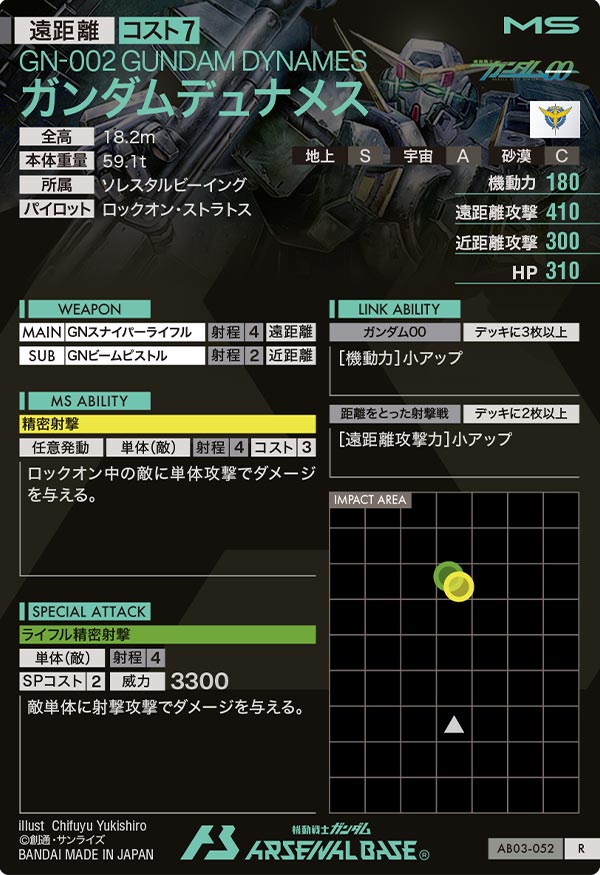 遠距離 コスト7 MS
GN-002 GUNDAM DYNAMES
ガンダムデュナメス
機動戦士ガンダム00
全高 18.2m
本体重量 59.1t
所属 ソレスタルビーイング
パイロット ロックオン・ストラトス
地上 S 宇宙 A 砂漠 C
機動力 180
遠距離攻撃 410
近距離攻撃 300
HP 310
WEAPON
MAIN GNスナイパーライフル 射程 4 遠距離
SUB GNビームピストル 射程 2 近距離
MS ABILITY
精密射撃
任意発動 単体(敵) 射程 4 コスト 3
ロックオン中の敵に単体攻撃でダメージ
を与える。
SPECIAL ATTACK
ライフル精密射撃
単体(敵) 射程 4
SPコスト 2 威力 3300
敵単体に射撃攻撃でダメージを与える。
LINK ABILITY
ガンダム00 デッキに3枚以上
[機動力]小アップ
距離をとった射撃戦 デッキに2枚以上
[遠距離攻撃力]小アップ
IMPACT AREA
illust Chifuyu Yukishiro
©創通・サンライズ
BANDAI MADE IN JAPAN
機動戦士ガンダム
ARSENAL BASE®
AB03-052 R